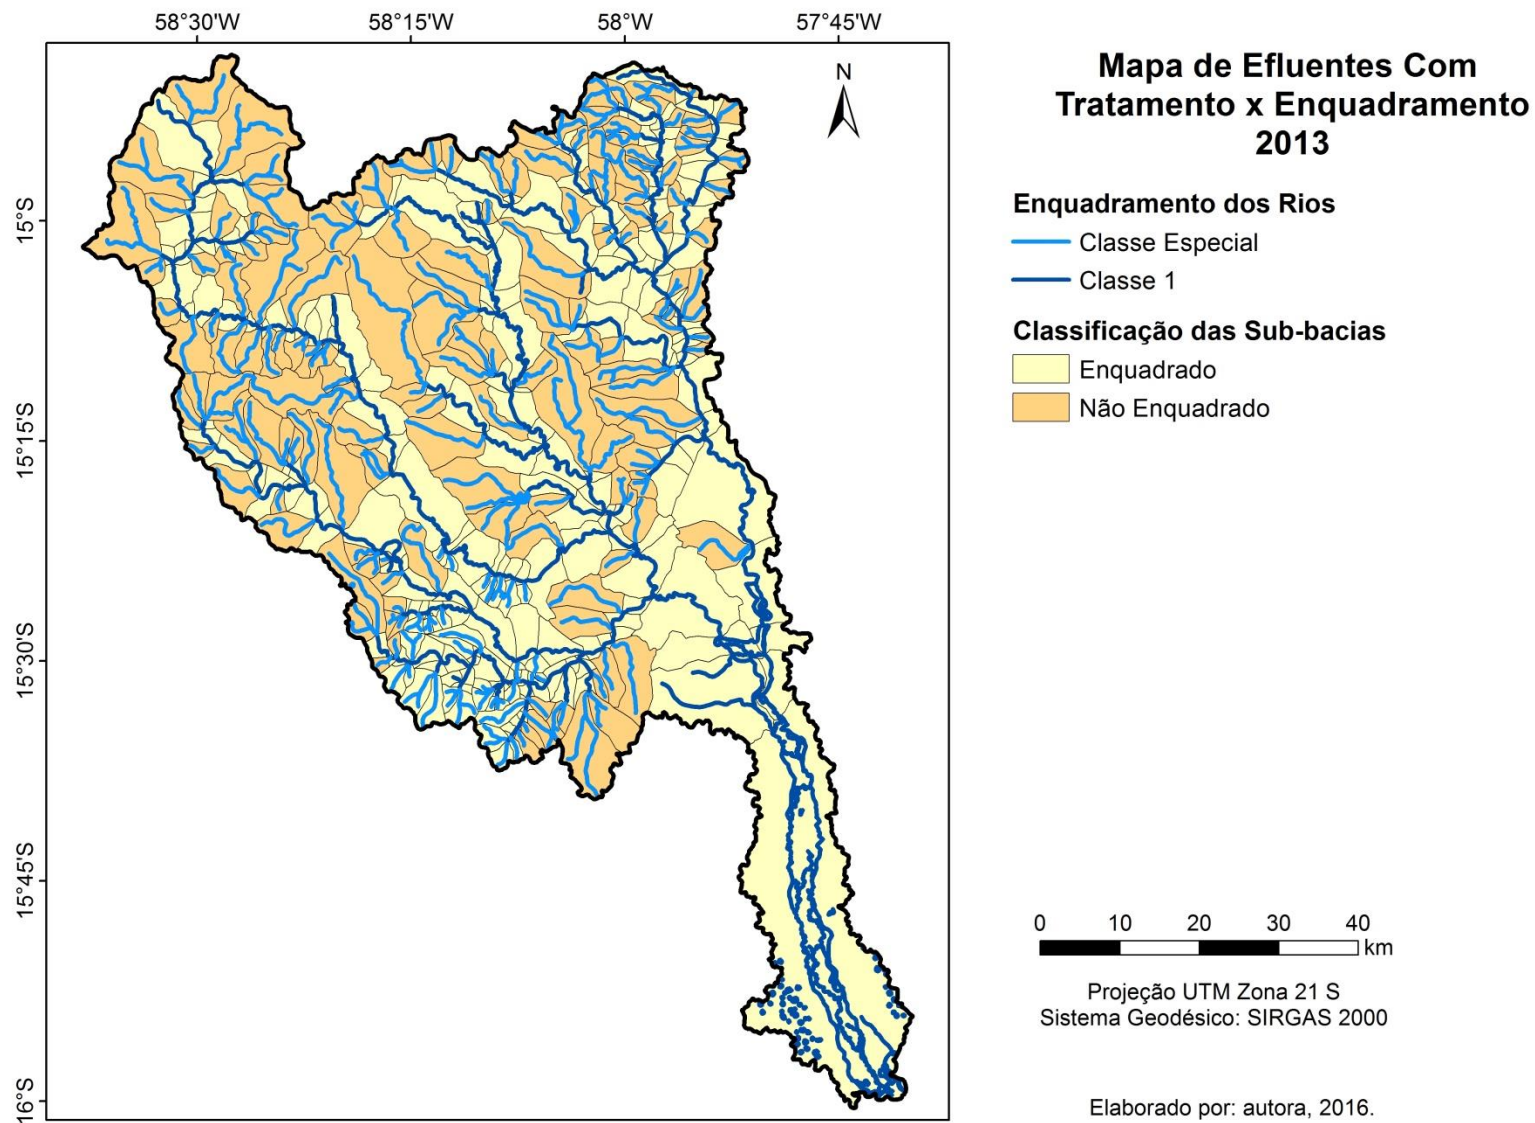 58°30'W 58°15'W 58°W 57°45'W
15°S
15°15'S
15°30'S
15°45'S
16°S
N
Mapa de Efluentes Com
Tratamento x Enquadramento
2013
Enquadramento dos Rios
Classe Especial
Classe 1
Classificação das Sub-bacias
Enquadrado
Não Enquadrado
0 10 20 30 40
km
Projeção UTM Zona 21 S
Sistema Geodésico: SIRGAS 2000
Elaborado por: autora, 2016.